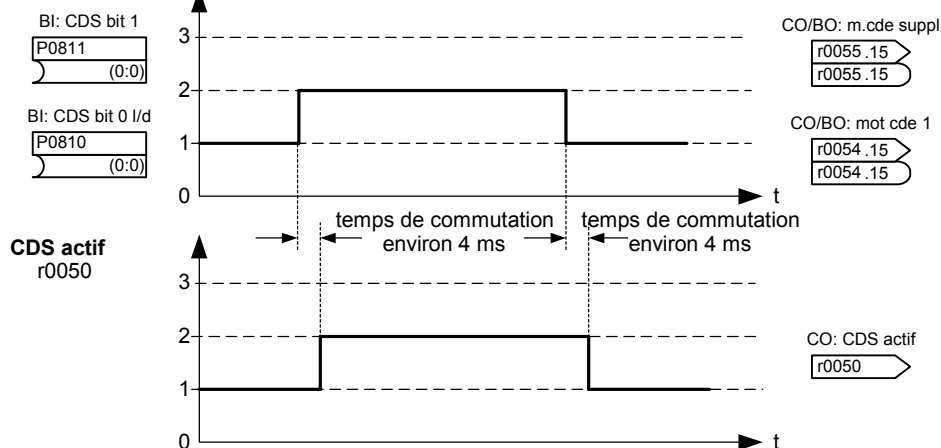 BI: CDS bit 1
P0811
(0:0)
BI: CDS bit 0 l/d
P0810
(0:0)
3
2
1
0
t
CO/BO: m.cde suppl
r0055 .15
r0055 .15
CO/BO: mot cde 1
r0054 .15
r0054 .15
temps de commutation
environ 4 ms
temps de commutation
environ 4 ms
CDS actif
r0050
3
2
1
0
t
CO: CDS actif
r0050